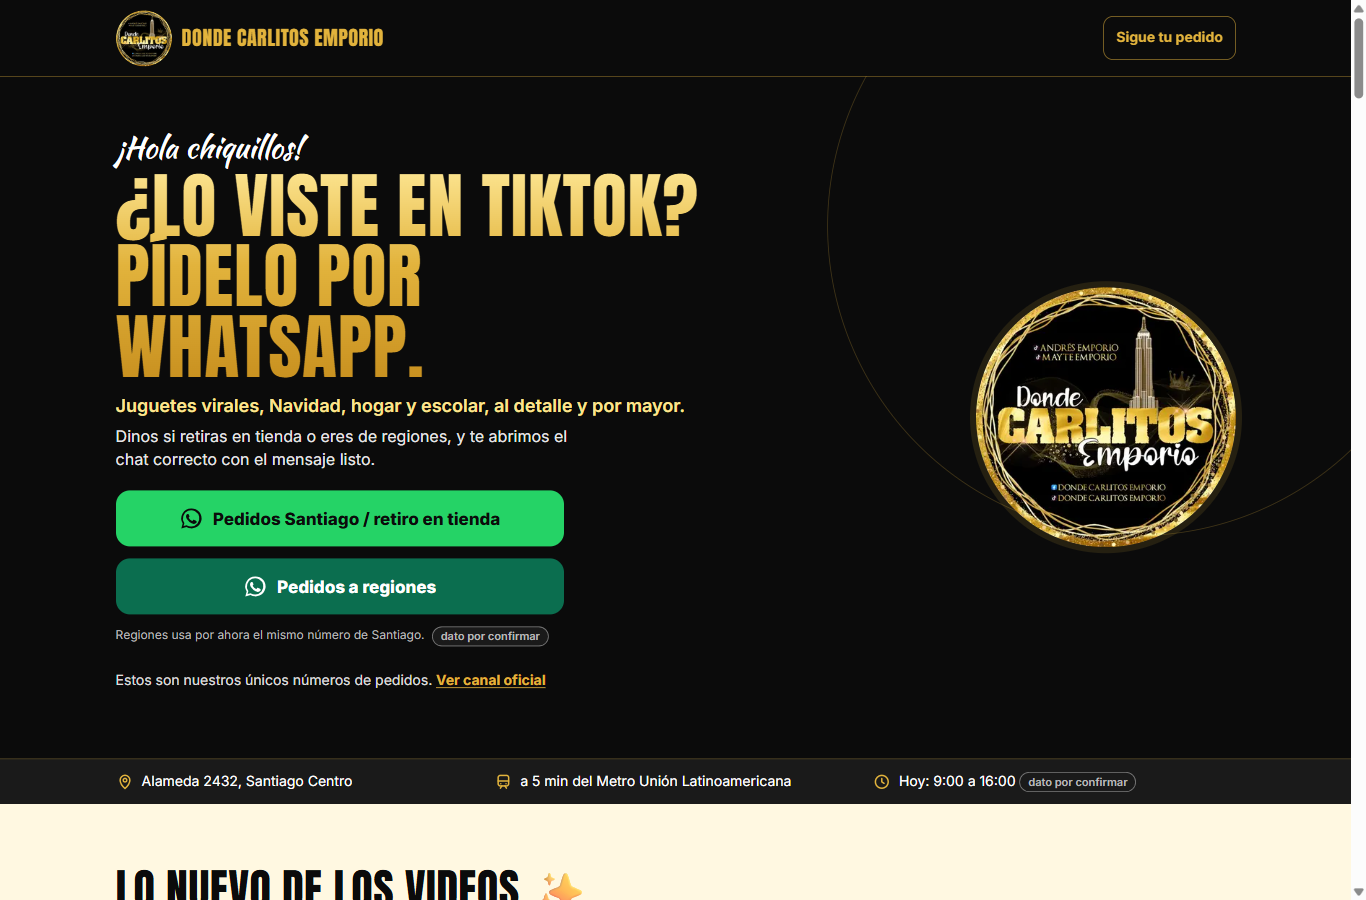 DONDE CARLITOS EMPORIO
Sigue tu pedido
¡Hola chiquillos!
¿LO VISTE EN TIKTOK?
PÍDELO POR
WHATSAPP.
Juguetes virales, Navidad, hogar y escolar, al detalle y por mayor.
Dinos si retiras en tienda o eres de regiones, y te abrimos el
chat correcto con el mensaje listo.
Pedidos Santiago / retiro en tienda
Pedidos a regiones
Regiones usa por ahora el mismo número de Santiago. dato por confirmar
Estos son nuestros únicos números de pedidos. Ver canal oficial
ANDRÉS EMPORIO
MAYTE EMPORIO
Donde
CARLITOS
Emporio
DONDE CARLITOS EMPORIO
DONDE CARLITOS EMPORIO
Alameda 2432, Santiago Centro
a 5 min del Metro Unión Latinoamericana
Hoy: 9:00 a 16:00 dato por confirmar
LO NUEVO DE LOS VIDEOS